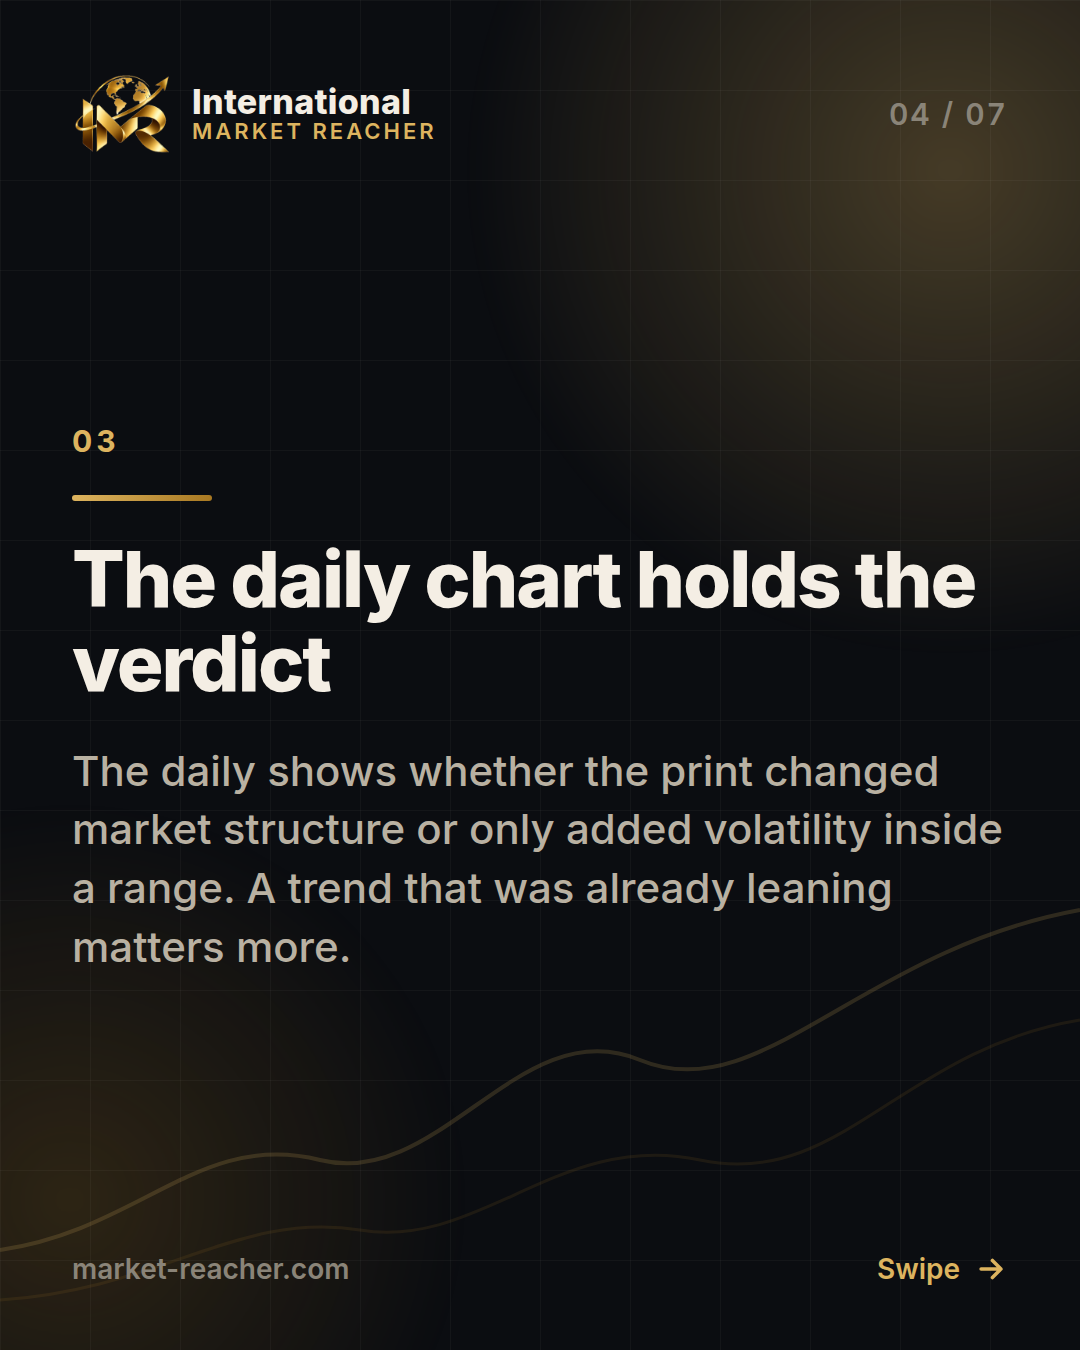 International
MARKET REACHER
04 / 07
03
The daily chart holds the
verdict
The daily shows whether the print changed
market structure or only added volatility inside
a range. A trend that was already leaning
matters more.
market-reacher.com
Swipe →